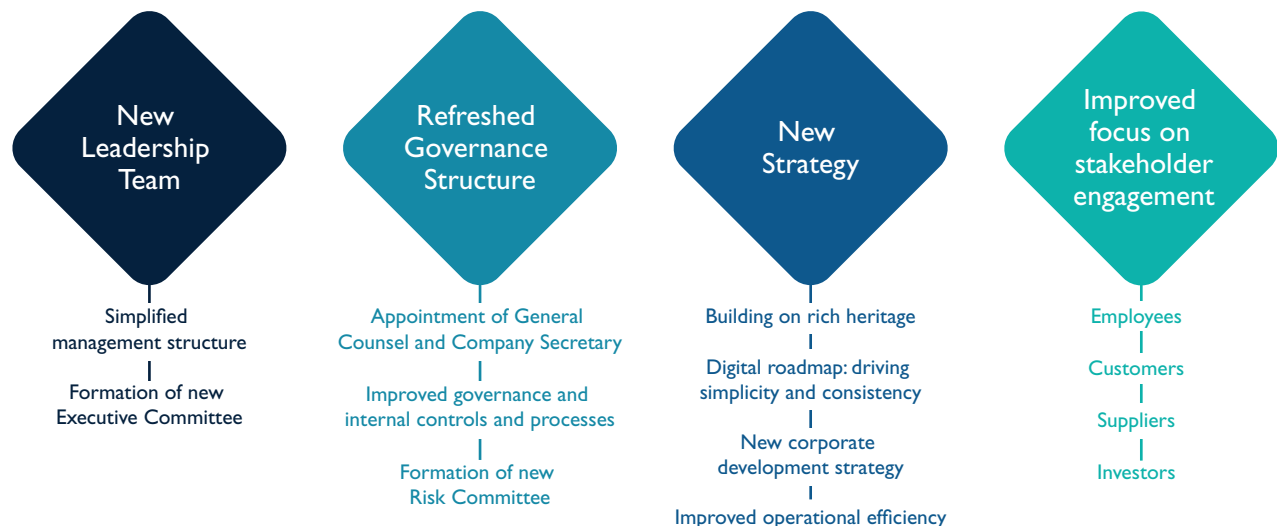 New
Leadership
Team
Simplified
management structure
Formation of new
Executive Committee
Refreshed
Governance
Structure
Appointment of General
Counsel and Company Secretary
Improved governance and
internal controls and processes
Formation of new
Risk Committee
New
Strategy
Building on rich heritage
Digital roadmap: driving
simplicity and consistency
New corporate
development strategy
Improved operational efficiency
Improved
focus on
stakeholder
engagement
Employees
Customers
Suppliers
Investors